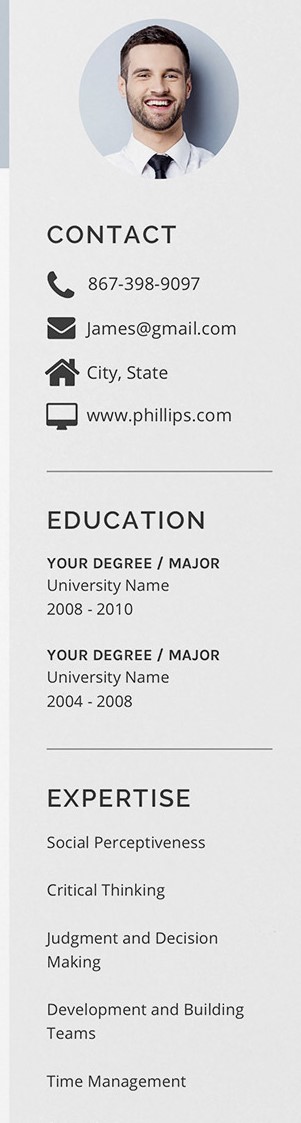 CONTACT
867-398-9097
James@gmail.com
City, State
www.phillips.com
EDUCATION
YOUR DEGREE / MAJOR
University Name
2008 - 2010
YOUR DEGREE / MAJOR
University Name
2004 - 2008
EXPERTISE
Social Perceptiveness
Critical Thinking
Judgment and Decision
Making
Development and Building
Teams
Time Management